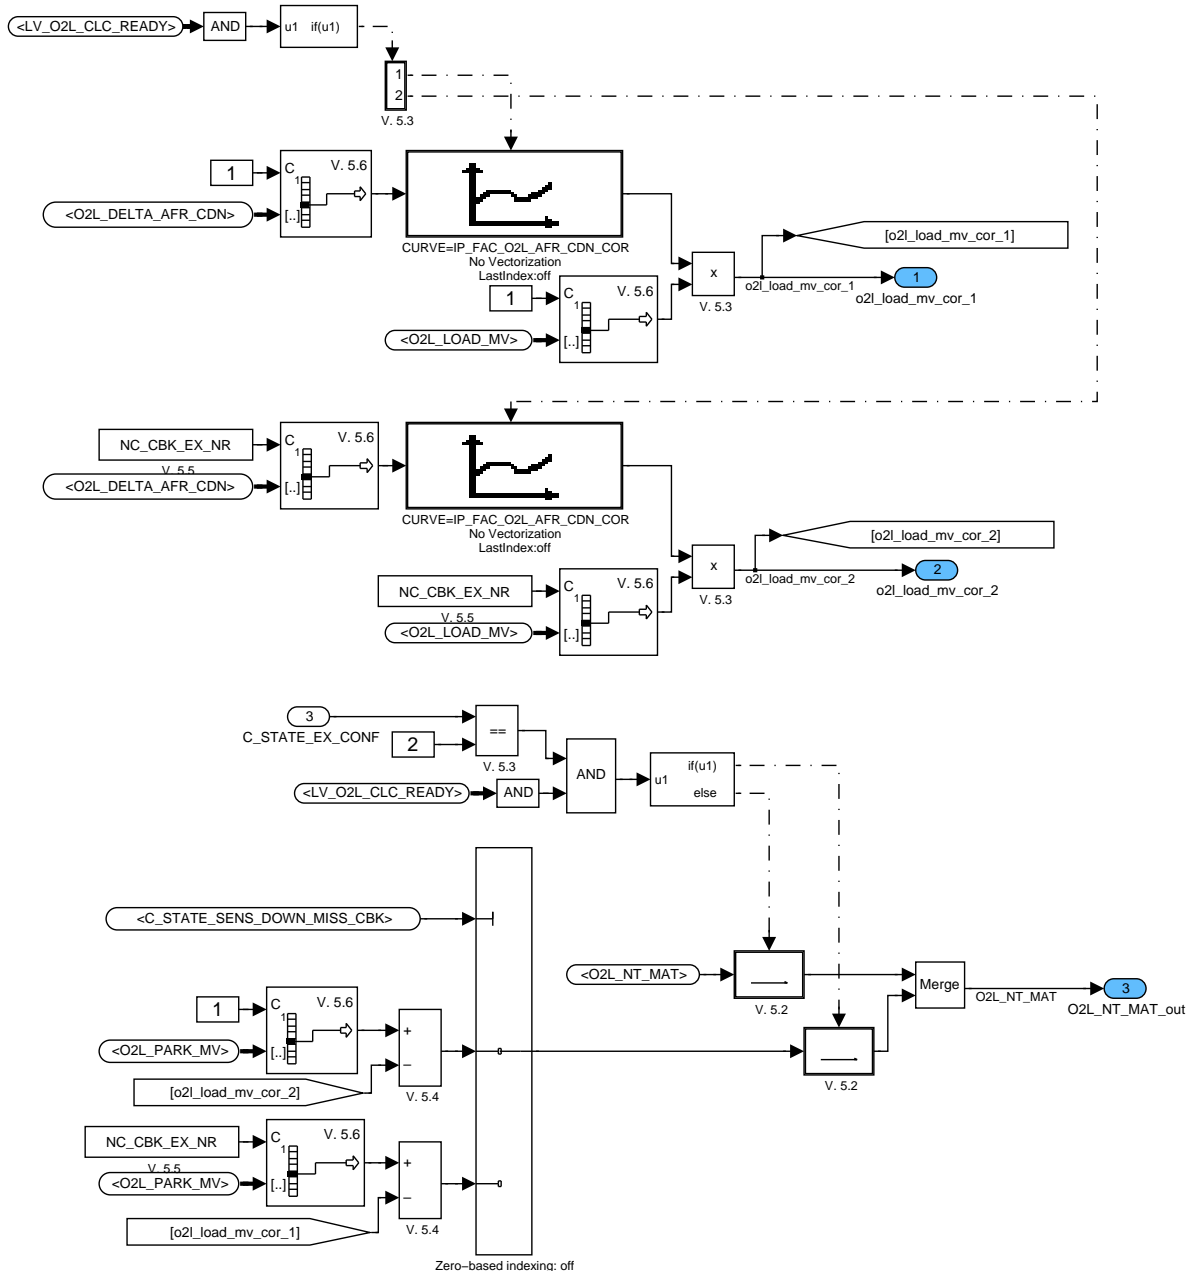 <LV_O2L_CLC_READY>
AND
u1 if(u1)
1
2
V. 5.3
1
C
1
V. 5.6
[..]
<O2L_DELTA_AFR_CDN>
CURVE=IP_FAC_O2L_AFR_CDN_COR
No Vectorization
LastIndex:off
1
C
1
V. 5.6
[..]
<O2L_LOAD_MV>
x
V. 5.3
[o2l_load_mv_cor_1]
o2l_load_mv_cor_1
1
o2l_load_mv_cor_1
NC_CBK_EX_NR
V. 5.5
<O2L_DELTA_AFR_CDN>
C
1
V. 5.6
[..]
CURVE=IP_FAC_O2L_AFR_CDN_COR
No Vectorization
LastIndex:off
NC_CBK_EX_NR
V. 5.5
<O2L_LOAD_MV>
C
1
V. 5.6
[..]
x
V. 5.3
[o2l_load_mv_cor_2]
o2l_load_mv_cor_2
2
o2l_load_mv_cor_2
3
C_STATE_EX_CONF
2
==
V. 5.3
<LV_O2L_CLC_READY>
AND
AND
u1
if(u1)
else
<C_STATE_SENS_DOWN_MISS_CBK>
<O2L_NT_MAT>
V. 5.2
Merge
O2L_NT_MAT
3
O2L_NT_MAT_out
1
C
1
V. 5.6
[..]
<O2L_PARK_MV>
+
−
V. 5.4
[o2l_load_mv_cor_2]
V. 5.2
NC_CBK_EX_NR
V. 5.5
<O2L_PARK_MV>
C
1
V. 5.6
[..]
+
−
V. 5.4
[o2l_load_mv_cor_1]
Zero−based indexing: off